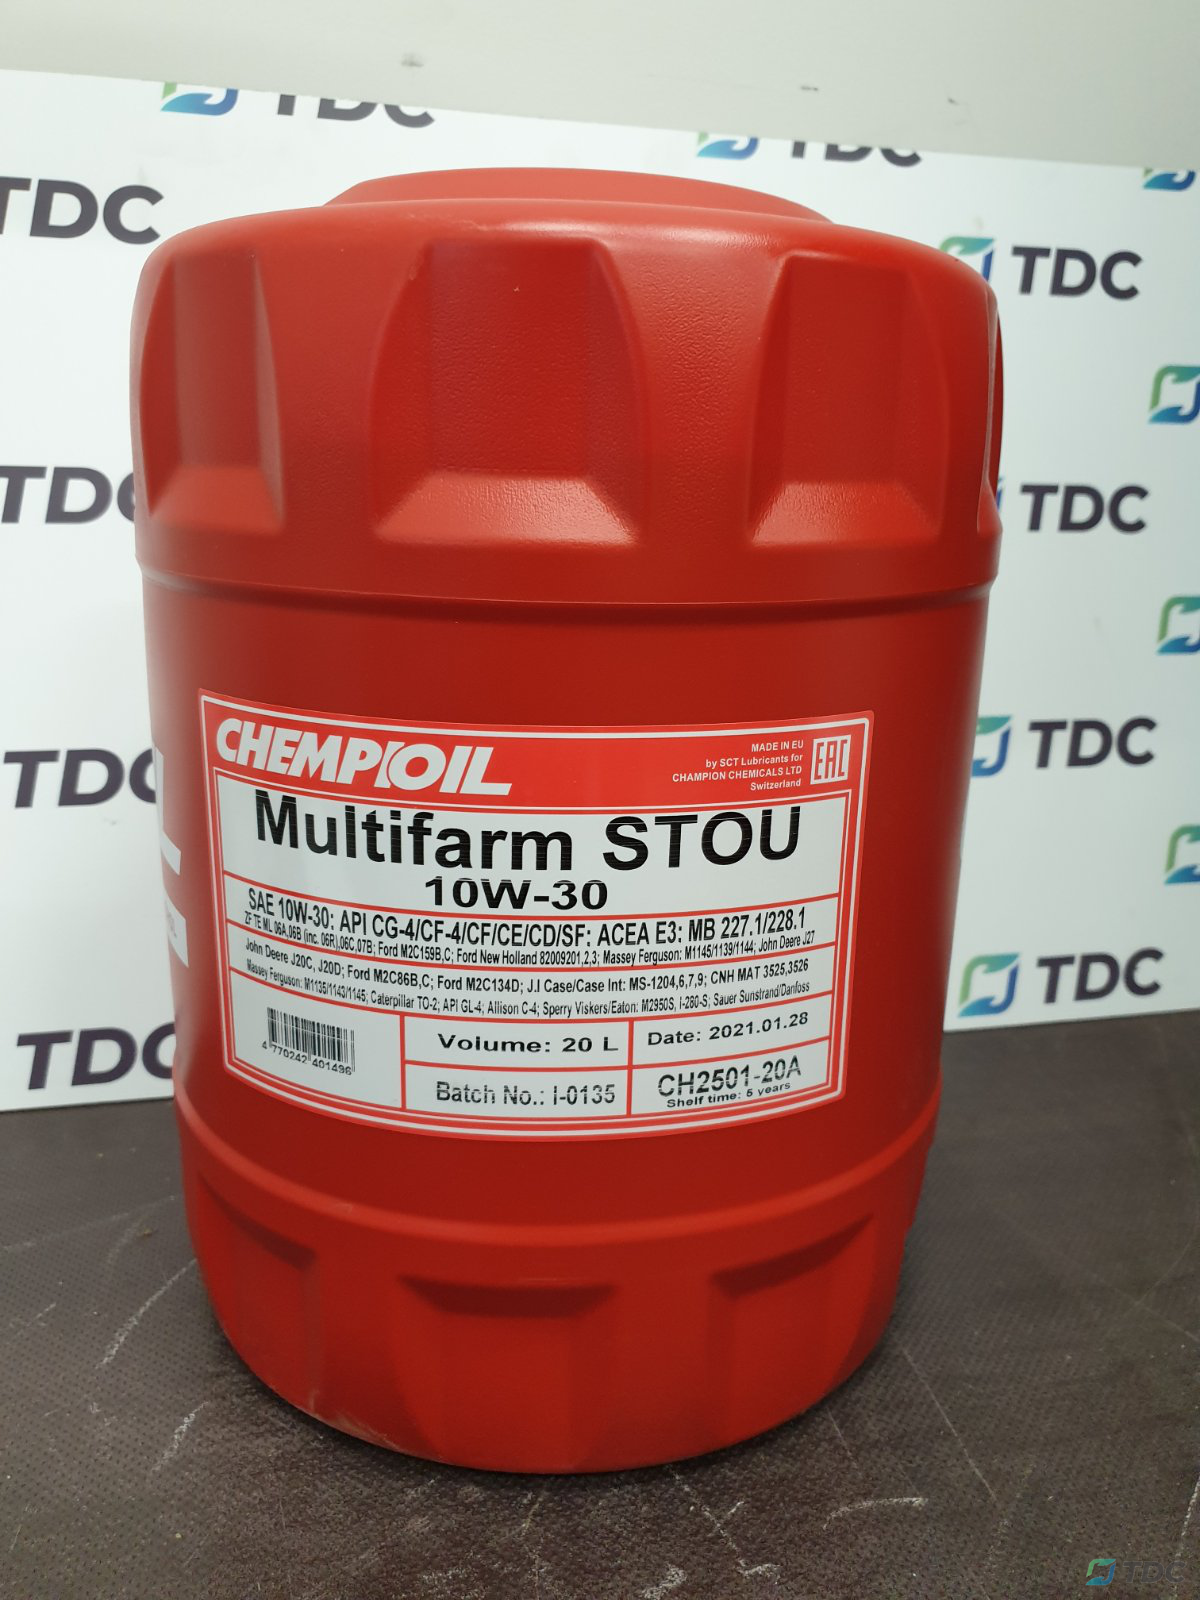 TDC
TDC
TDC
TDC
TDC
TDC
TDC
TDC
TDC
TDC
CHEMPIOIL
MADE IN EU
by SCT Lubricants for
CHAMPION CHEMICALS LTD
Switzerland
EAC
Multifarm STOU
10W-30
SAE 10W-30: API CG-4/CF-4/CF/CE/CD/SF: ACEA E3: MB 227.1/228.1
ZF TE ML 06A,06B (inc. 06R),06C,07B; Ford M2C159B,C; Ford New Holland 82009201,2,3; Massey Ferguson: M1145/1139/1144; John Deere J27
John Deere J20C, J20D; Ford M2C86B,C; Ford M2C134D; J.I Case/Case Int: MS-1204,6,7,9; CNH MAT 3525,3526
Massey Ferguson: M1135/1143/1145; Caterpillar TO-2; API GL-4; Allison C-4; Sperry Viskers/Eaton: M2950S, I-280-S; Sauer Sunstrand/Danfoss
4 770242 401496
Volume: 20 L
Date: 2021.01.28
Batch No.: I-0135
CH2501-20A
Shelf time: 5 years
TDC